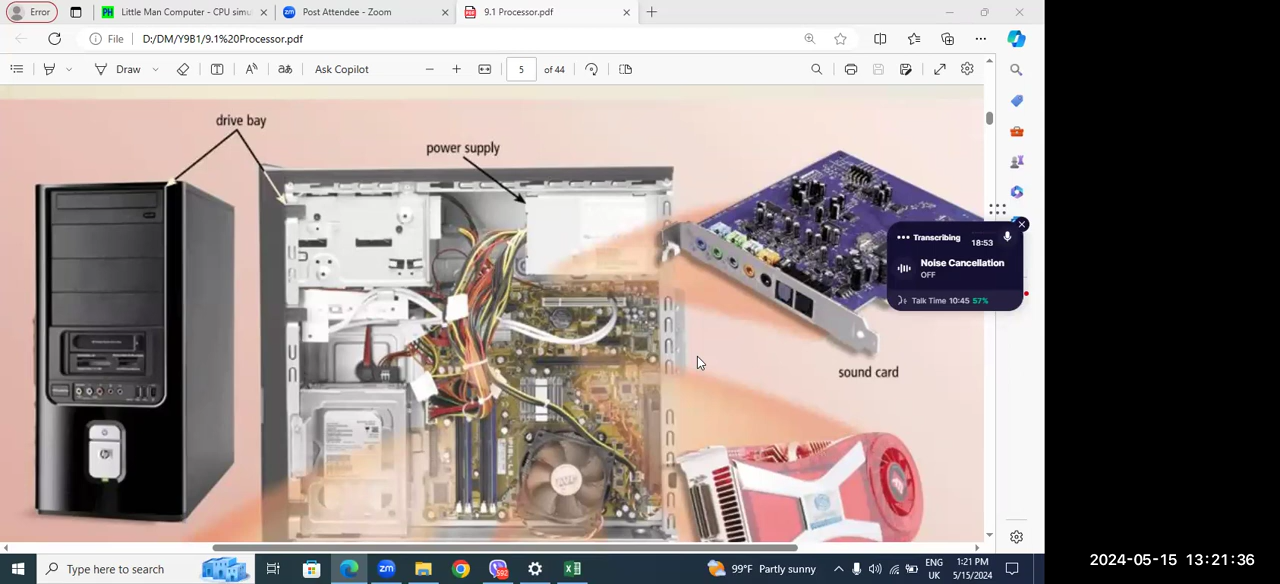 Error
Little Man Computer - CPU simul
Post Attendee - Zoom
9.1 Processor.pdf
File
D:/DM/Y9B1/9.1%20Processor.pdf
Draw
Ask Copilot
5
of 44
drive bay
power supply
sound card
Transcribing
18:53
Noise Cancellation
OFF
Talk Time 10:45 57%
Type here to search
592
99°F Partly sunny
ENG
UK
1:21 PM
5/15/2024
2024-05-15 13:21:36